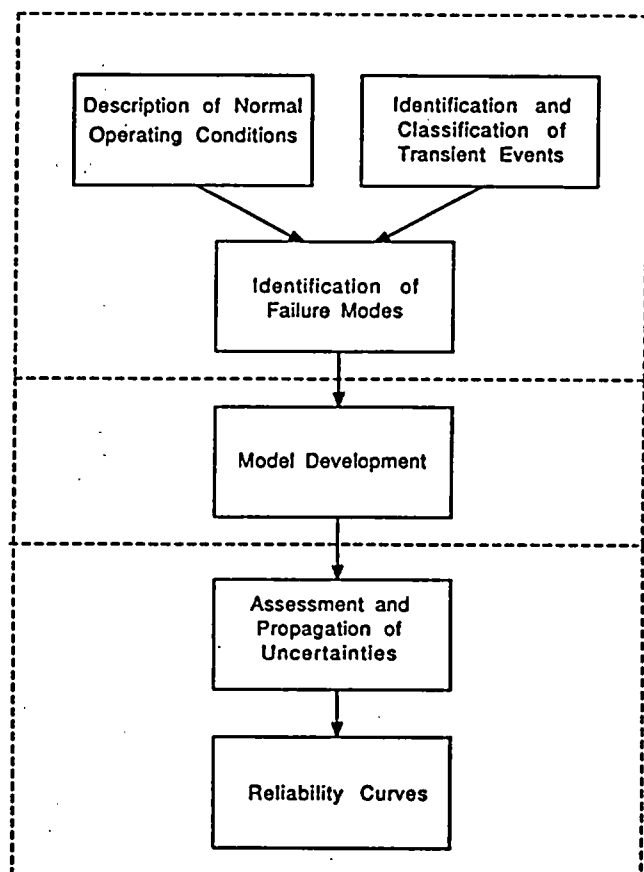 Description of Normal
Operating Conditions
Identification and
Classification of
Transient Events
Identification of
Failure Modes
Model Development
Assessment and
Propagation of
Uncertainties
Reliability Curves